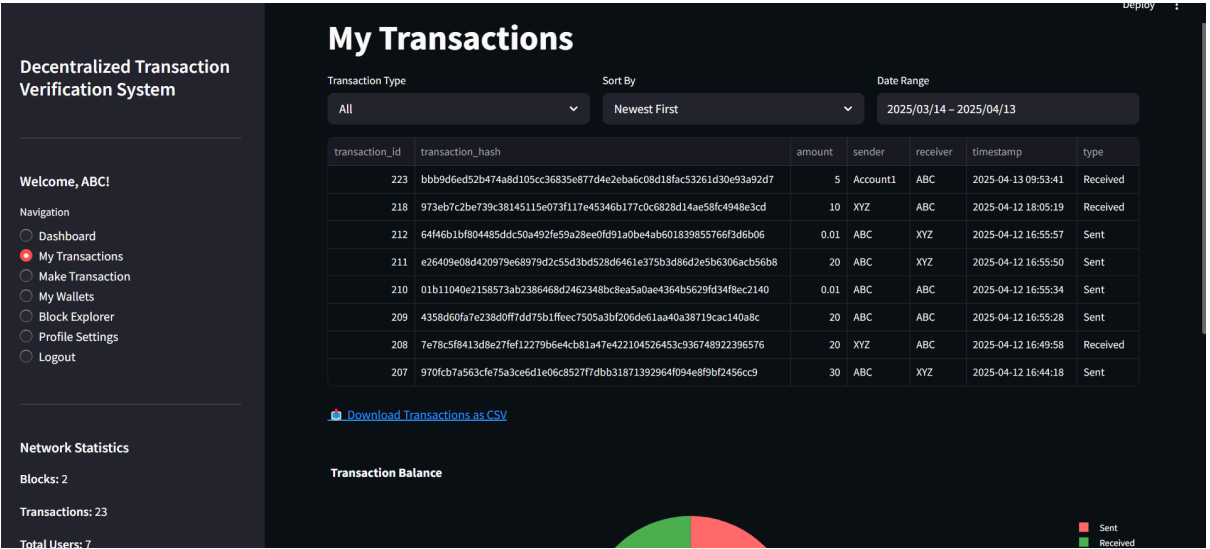 Deploy
Decentralized Transaction
Verification System
Welcome, ABC!
Navigation
Dashboard
My Transactions
Make Transaction
My Wallets
Block Explorer
Profile Settings
Logout
Network Statistics
Blocks: 2
Transactions: 23
Total Users: 7
My Transactions
Transaction Type
All
Sort By
Newest First
Date Range
2025/03/14 – 2025/04/13
transaction_id transaction_hash amount sender receiver timestamp type
223 bbb9d6ed52b474a8d105cc36835e877d4e2eba6c08d18fac53261d30e93a92d7 5 Account1 ABC 2025-04-13 09:53:41 Received
218 973eb7c2be739c38145115e073f117e45346b177c0c6828d14ae58fc4948e3cd 10 XYZ ABC 2025-04-12 18:05:19 Received
212 64f46b1bf804485ddc50a492fe59a28ee0fd91a0be4ab601839855766f3d6b06 0.01 ABC XYZ 2025-04-12 16:55:57 Sent
211 e26409e08d420979e68979d2c55d3bd528d6461e375b3d86d2e5b6306acb56b8 20 ABC XYZ 2025-04-12 16:55:50 Sent
210 01b11040e2158573ab2386468d2462348bc8ea5a0ae4364b5629fd34f8ec2140 0.01 ABC ABC 2025-04-12 16:55:34 Sent
209 4358d60fa7e238d0ff7dd75b1ffeec7505a3bf206de61aa40a38719cac140a8c 20 ABC ABC 2025-04-12 16:55:28 Sent
208 7e78c5f8413d8e27fef12279b6e4cb81a47e422104526453c936748922396576 20 XYZ ABC 2025-04-12 16:49:58 Received
207 970fcb7a563cfe75a3ce6d1e06c8527f7dbb31871392964f094e8f9bf2456cc9 30 ABC XYZ 2025-04-12 16:44:18 Sent
Download Transactions as CSV
Transaction Balance
Sent
Received